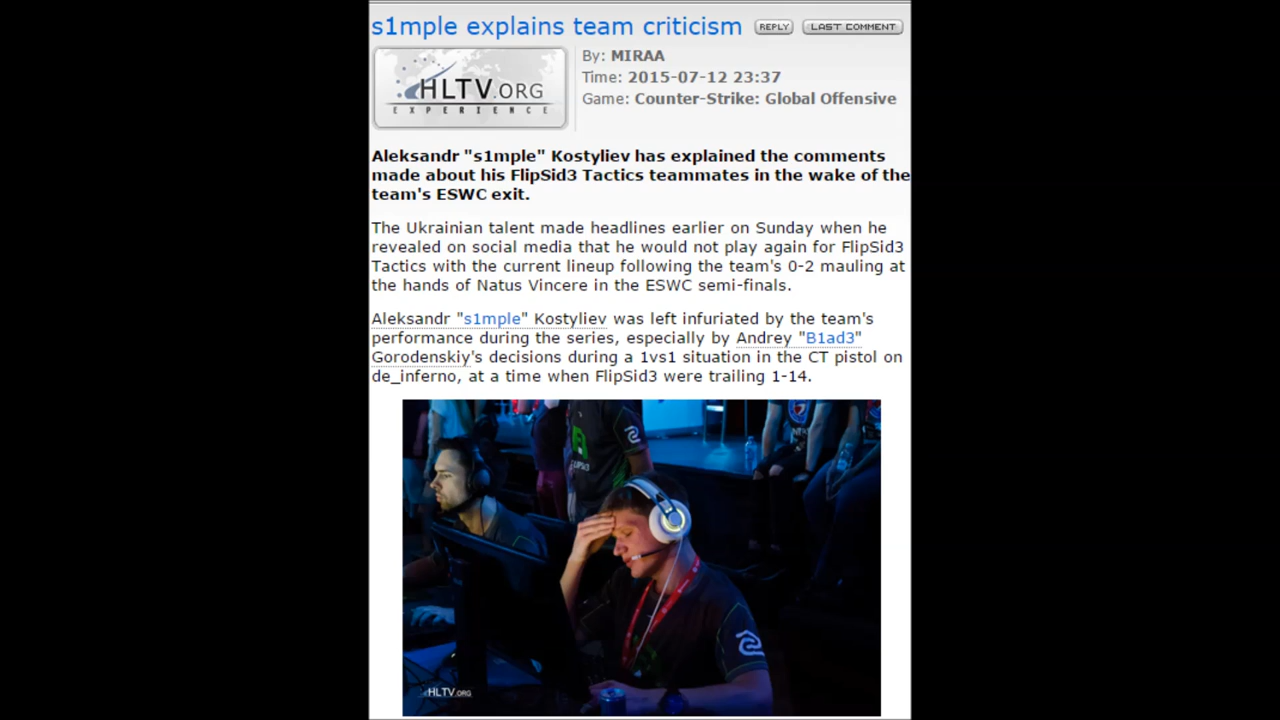 s1mple explains team criticism REPLY LAST COMMENT
HLTV.ORG
EXPERIENCE
By: MIRAA
Time: 2015-07-12 23:37
Game: Counter-Strike: Global Offensive
Aleksandr "s1mple" Kostyliev has explained the comments
made about his FlipSid3 Tactics teammates in the wake of the
team's ESWC exit.
The Ukrainian talent made headlines earlier on Sunday when he
revealed on social media that he would not play again for FlipSid3
Tactics with the current lineup following the team's 0-2 mauling at
the hands of Natus Vincere in the ESWC semi-finals.
Aleksandr "s1mple" Kostyliev was left infuriated by the team's
performance during the series, especially by Andrey "B1ad3"
Gorodenskiy's decisions during a 1vs1 situation in the CT pistol on
de_inferno, at a time when FlipSid3 were trailing 1-14.
HLTV.ORG